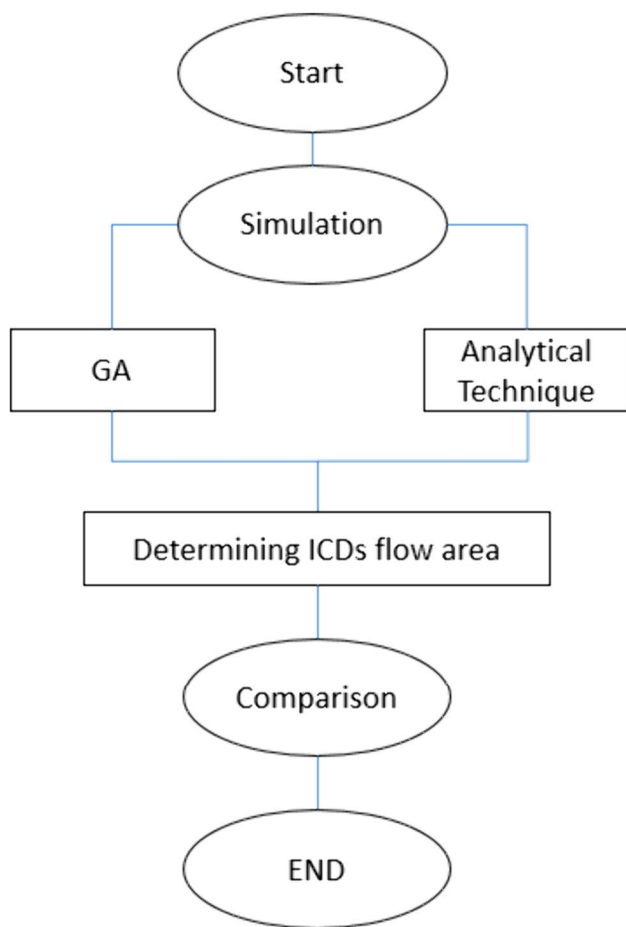 Start
Simulation
GA
Analytical
Technique
Determining ICDs flow area
Comparison
END